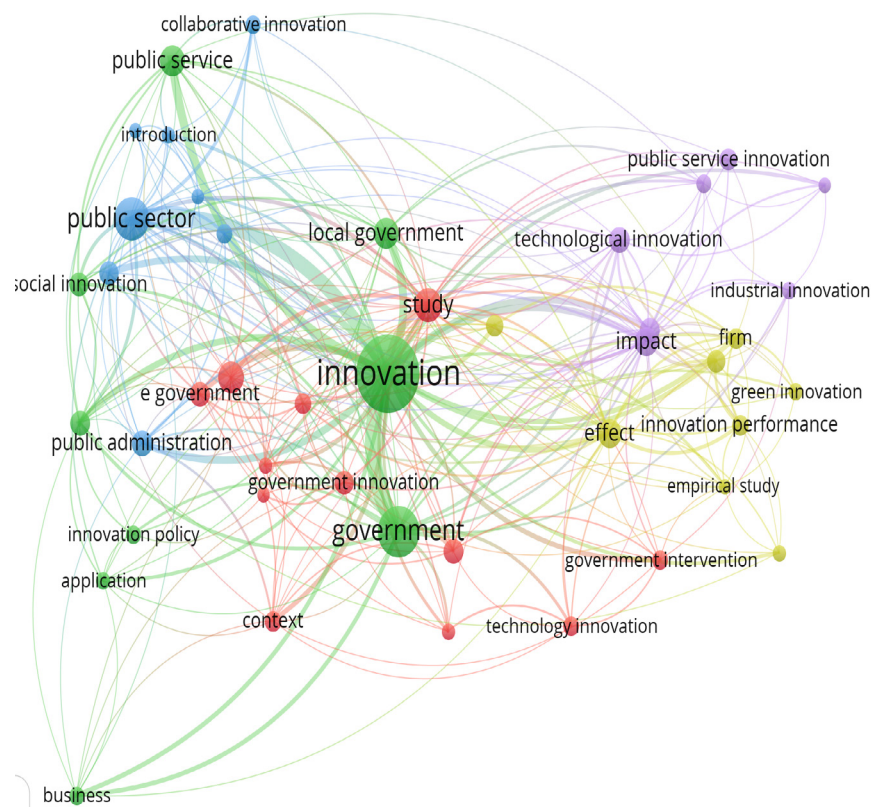 collaborative innovation
public service
introduction
public service innovation
public sector
local government
technological innovation
social innovation
industrial innovation
study
impact
firm
innovation
e government
green innovation
innovation performance
effect
public administration
government innovation
empirical study
government
innovation policy
government intervention
application
context
technology innovation
business